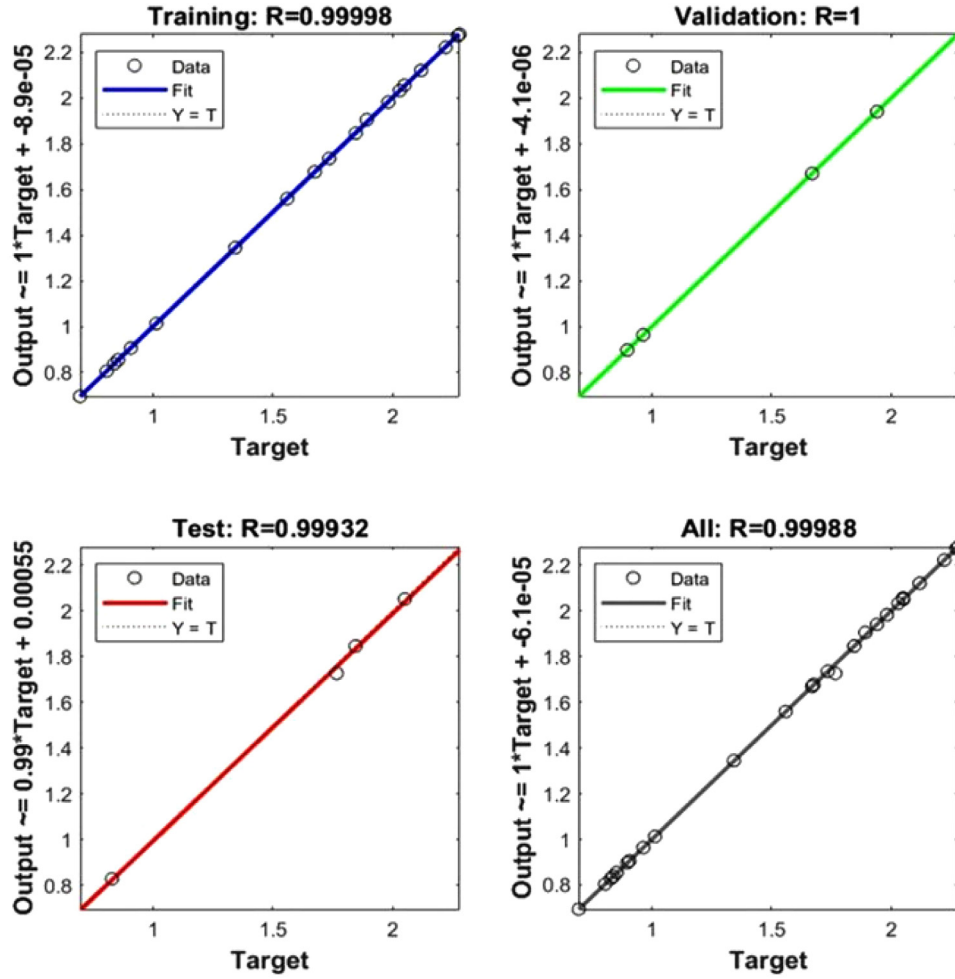 Training: R=0.99998
Output ~= 1*Target + -8.9e-05
2.2
2
1.8
1.6
1.4
1.2
1
0.8
Data
Fit
Y = T
1
1.5
2
Target
Validation: R=1
Output ~= 1*Target + -4.1e-06
2.2
2
1.8
1.6
1.4
1.2
1
0.8
Data
Fit
Y = T
1
1.5
2
Target
Test: R=0.99932
Output ~= 0.99*Target + 0.00055
2.2
2
1.8
1.6
1.4
1.2
1
0.8
Data
Fit
Y = T
1
1.5
2
Target
All: R=0.99988
Output ~= 1*Target + -6.1e-05
2.2
2
1.8
1.6
1.4
1.2
1
0.8
Data
Fit
Y = T
1
1.5
2
Target